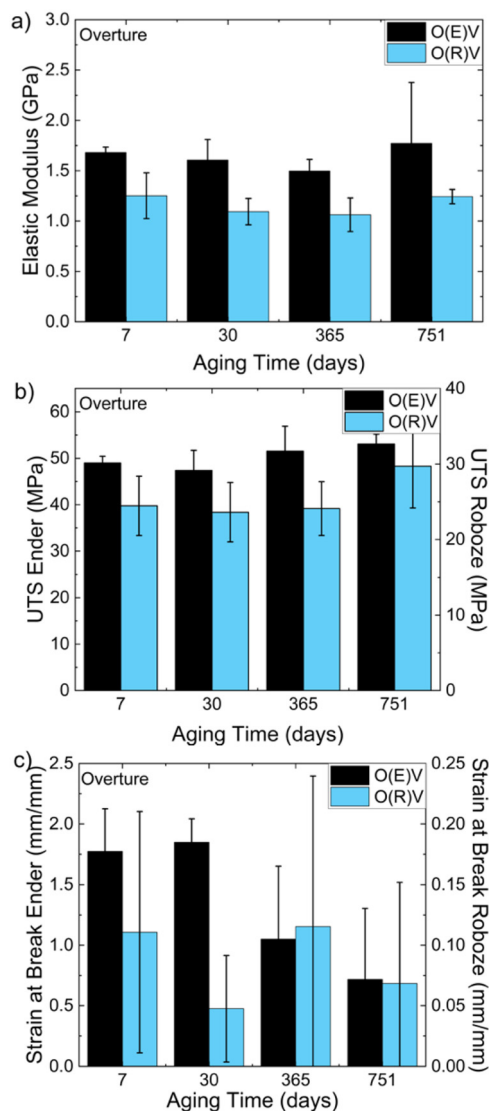 a)
Overture
O(E)V
O(R)V
Elastic Modulus (GPa)
3.0
2.5
2.0
1.5
1.0
0.5
0.0
7 30 365 751
Aging Time (days)
b)
Overture
O(E)V
O(R)V
UTS Ender (MPa)
60
50
40
30
20
10
0
UTS Roboze (MPa)
40
30
20
10
0
7 30 365 751
Aging Time (days)
c)
Overture
O(E)V
O(R)V
Strain at Break Ender (mm/mm)
2.5
2.0
1.5
1.0
0.5
0.0
Strain at Break Roboze (mm/mm)
0.25
0.20
0.15
0.10
0.05
0.00
7 30 365 751
Aging Time (days)